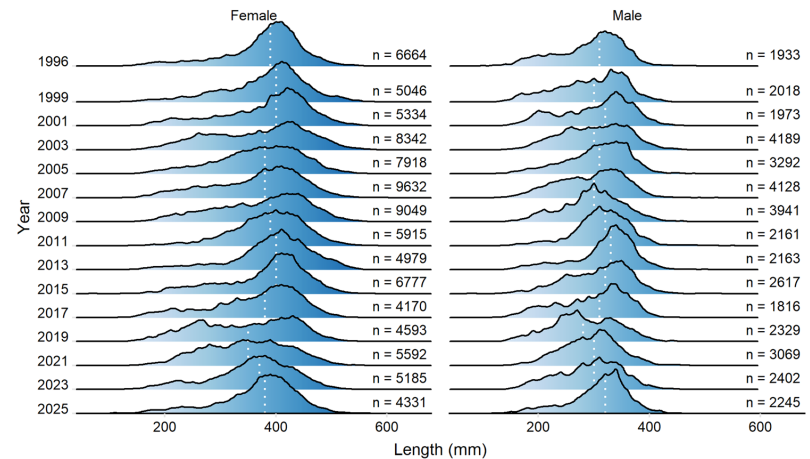 Female Male
1996 n = 6664 n = 1933
1999 n = 5046 n = 2018
2001 n = 5334 n = 1973
2003 n = 8342 n = 4189
2005 n = 7918 n = 3292
2007 n = 9632 n = 4128
2009 n = 9049 n = 3941
2011 n = 5915 n = 2161
2013 n = 4979 n = 2163
2015 n = 6777 n = 2617
2017 n = 4170 n = 1816
2019 n = 4593 n = 2329
2021 n = 5592 n = 3069
2023 n = 5185 n = 2402
2025 n = 4331 n = 2245
Year
200 400 600 200 400 600
Length (mm)